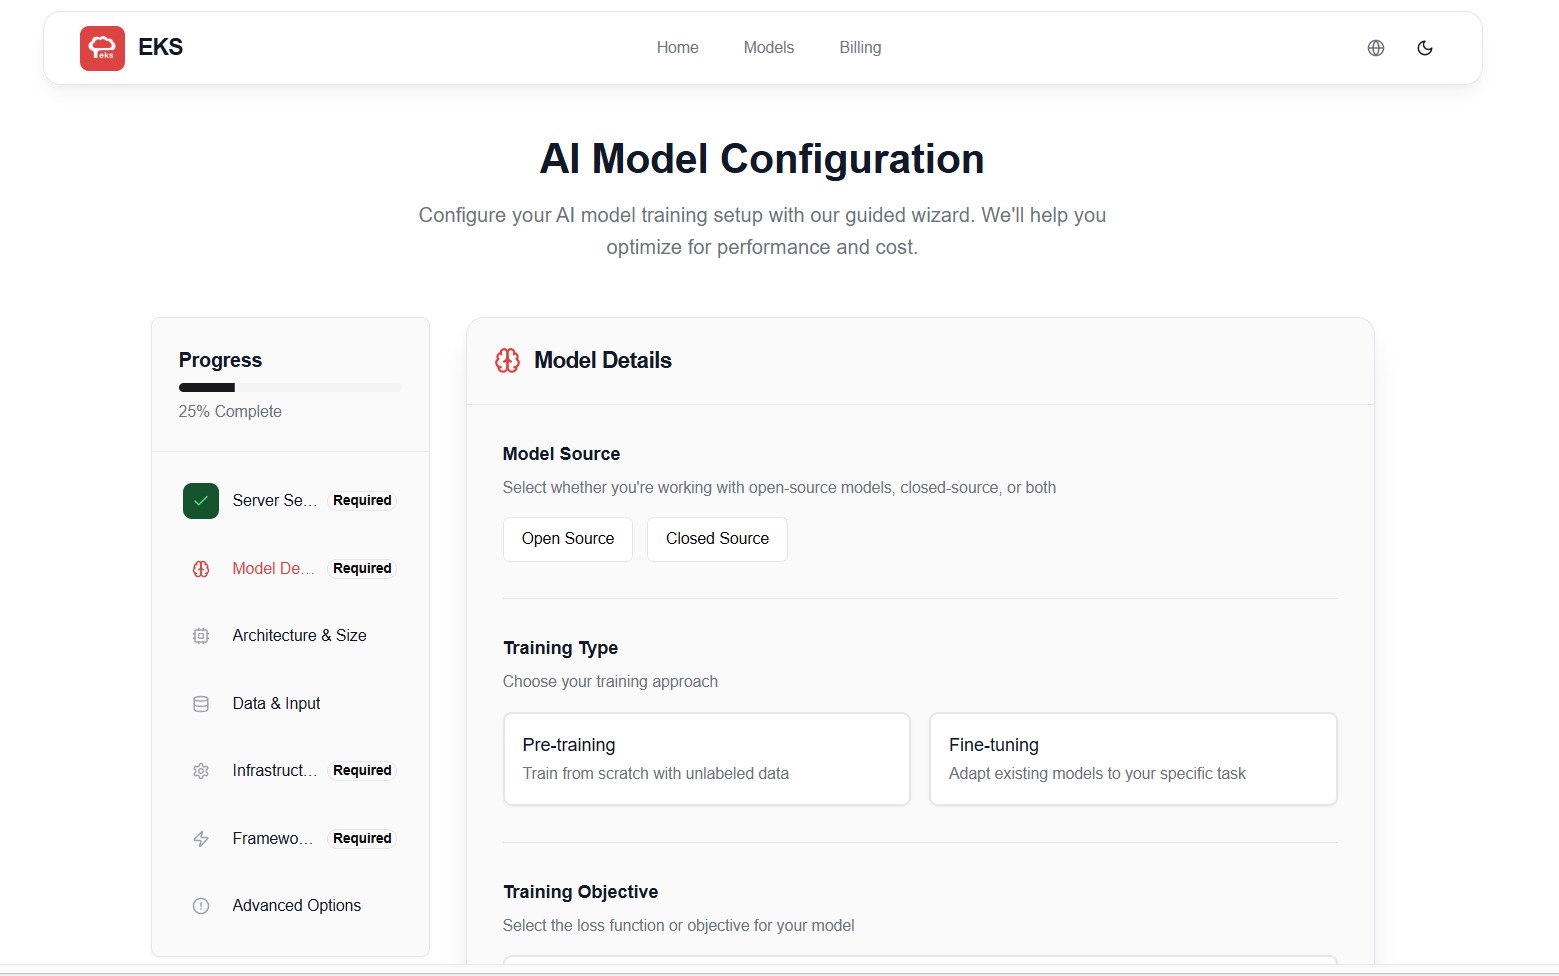 eks
EKS
Home
Models
Billing
AI Model Configuration
Configure your AI model training setup with our guided wizard. We'll help you
optimize for performance and cost.
Progress
25% Complete
Server Se...
Required
Model De...
Required
Architecture & Size
Data & Input
Infrastruct...
Required
Framewo...
Required
Advanced Options
Model Details
Model Source
Select whether you're working with open-source models, closed-source, or both
Open Source
Closed Source
Training Type
Choose your training approach
Pre-training
Train from scratch with unlabeled data
Fine-tuning
Adapt existing models to your specific task
Training Objective
Select the loss function or objective for your model